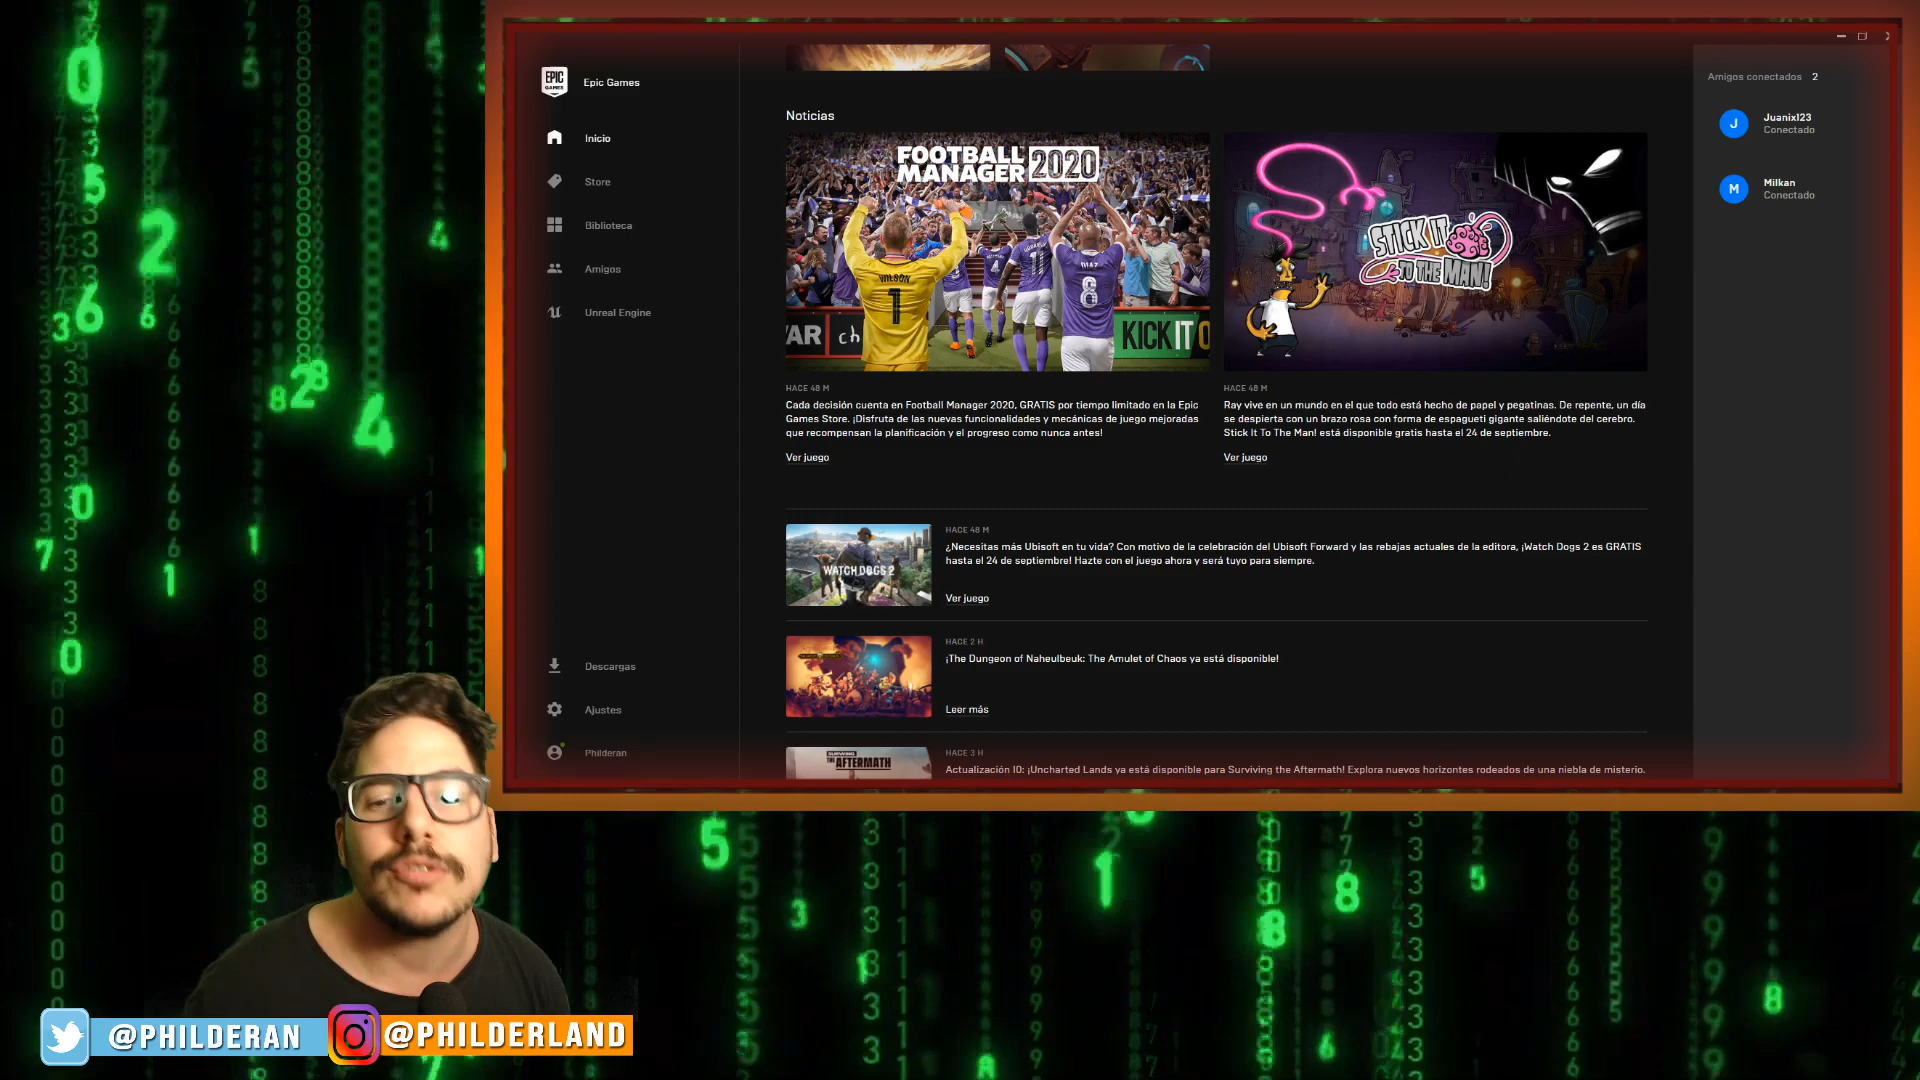 EPIC
GAMES
Epic Games
Inicio
Store
Biblioteca
Amigos
Unreal Engine
Descargas
Ajustes
Philderan
Noticias
FOOTBALL
MANAGER 2020
WILSON
1
4
11
DIAZ
8
KICK IT O
STICK IT
TO THE MAN!
HACE 48 M
Cada decisión cuenta en Football Manager 2020, GRATIS por tiempo limitado en la Epic
Games Store. ¡Disfruta de las nuevas funcionalidades y mecánicas de juego mejoradas
que recompensan la planificación y el progreso como nunca antes!
Ver juego
HACE 48 M
Ray vive en un mundo en el que todo está hecho de papel y pegatinas. De repente, un día
se despierta con un brazo rosa con forma de espagueti gigante saliéndote del cerebro.
Stick It To The Man! está disponible gratis hasta el 24 de septiembre.
Ver juego
WATCH DOGS 2
HACE 48 M
¿Necesitas más Ubisoft en tu vida? Con motivo de la celebración del Ubisoft Forward y las rebajas actuales de la editora, ¡Watch Dogs 2 es GRATIS
hasta el 24 de septiembre! Hazte con el juego ahora y será tuyo para siempre.
Ver juego
HACE 2 H
¡The Dungeon of Naheulbeuk: The Amulet of Chaos ya está disponible!
Leer más
SURVIVING
THE AFTERMATH
HACE 3 H
Actualización 10: ¡Uncharted Lands ya está disponible para Surviving the Aftermath! Explora nuevos horizontes rodeados de una niebla de misterio.
Amigos conectados 2
J
Juanix123
Conectado
M
Milkan
Conectado
@PHILDERAN
@PHILDERLAND